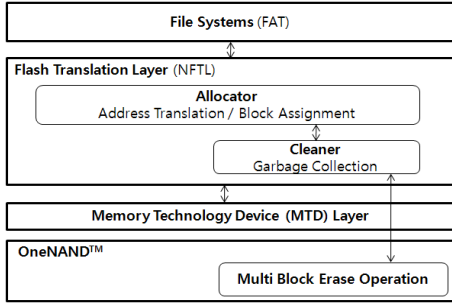 File Systems (FAT)
Flash Translation Layer (NFTL)
Allocator
Address Translation / Block Assignment
Cleaner
Garbage Collection
Memory Technology Device (MTD) Layer
OneNAND™
Multi Block Erase Operation